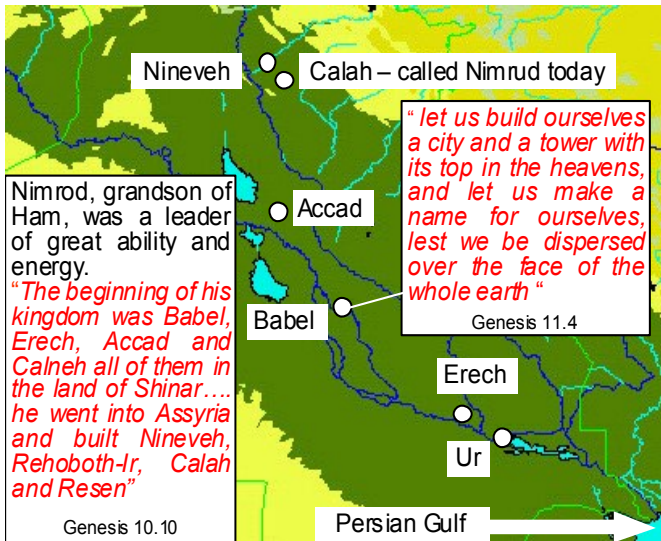 Nineveh
Calah – called Nimrud today
“ let us build ourselves
a city and a tower with
its top in the heavens,
and let us make a
name for ourselves,
lest we be dispersed
over the face of the
whole earth “
Genesis 11.4
Nimrod, grandson of
Ham, was a leader
of great ability and
energy.
“The beginning of his
kingdom was Babel,
Erech, Accad and
Calneh all of them in
the land of Shinar….
he went into Assyria
and built Nineveh,
Rehoboth-Ir, Calah
and Resen”
Genesis 10.10
Accad
Babel
Erech
Ur
Persian Gulf